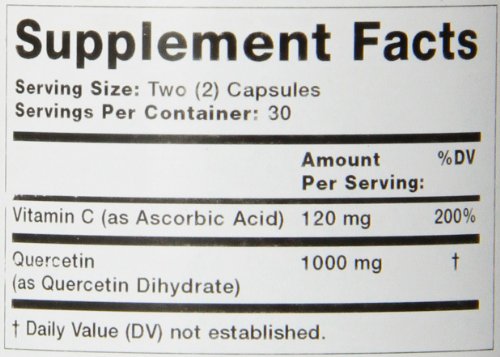 Supplement Facts
Serving Size: Two (2) Capsules
Servings Per Container: 30
Amount %DV
Per Serving:
Vitamin C (as Ascorbic Acid) 120 mg 200%
Quercetin 1000 mg †
(as Quercetin Dihydrate)
† Daily Value (DV) not established.